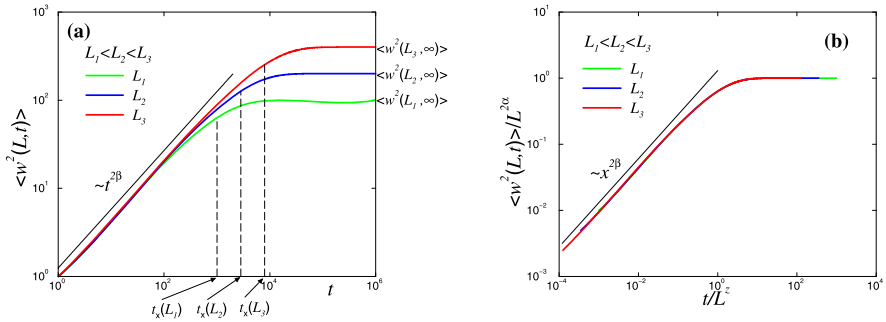 (a)
L₁<L₂<L₃
L₁
L₂
L₃
~t²ᵝ
<w²(L,t)>
10³
10²
10¹
10⁰
10⁰
10²
10⁴
10⁶
t
tₓ(L₁)
tₓ(L₂)
tₓ(L₃)
<w²(L₃,∞)>
<w²(L₂,∞)>
<w²(L₁,∞)>
(b)
L₁<L₂<L₃
L₁
L₂
L₃
~x²ᵝ
<w²(L,t)>/L²ᵅ
10¹
10⁰
10⁻¹
10⁻²
10⁻³
10⁻⁴
10⁻²
10⁰
10²
10⁴
t/Lᶻ